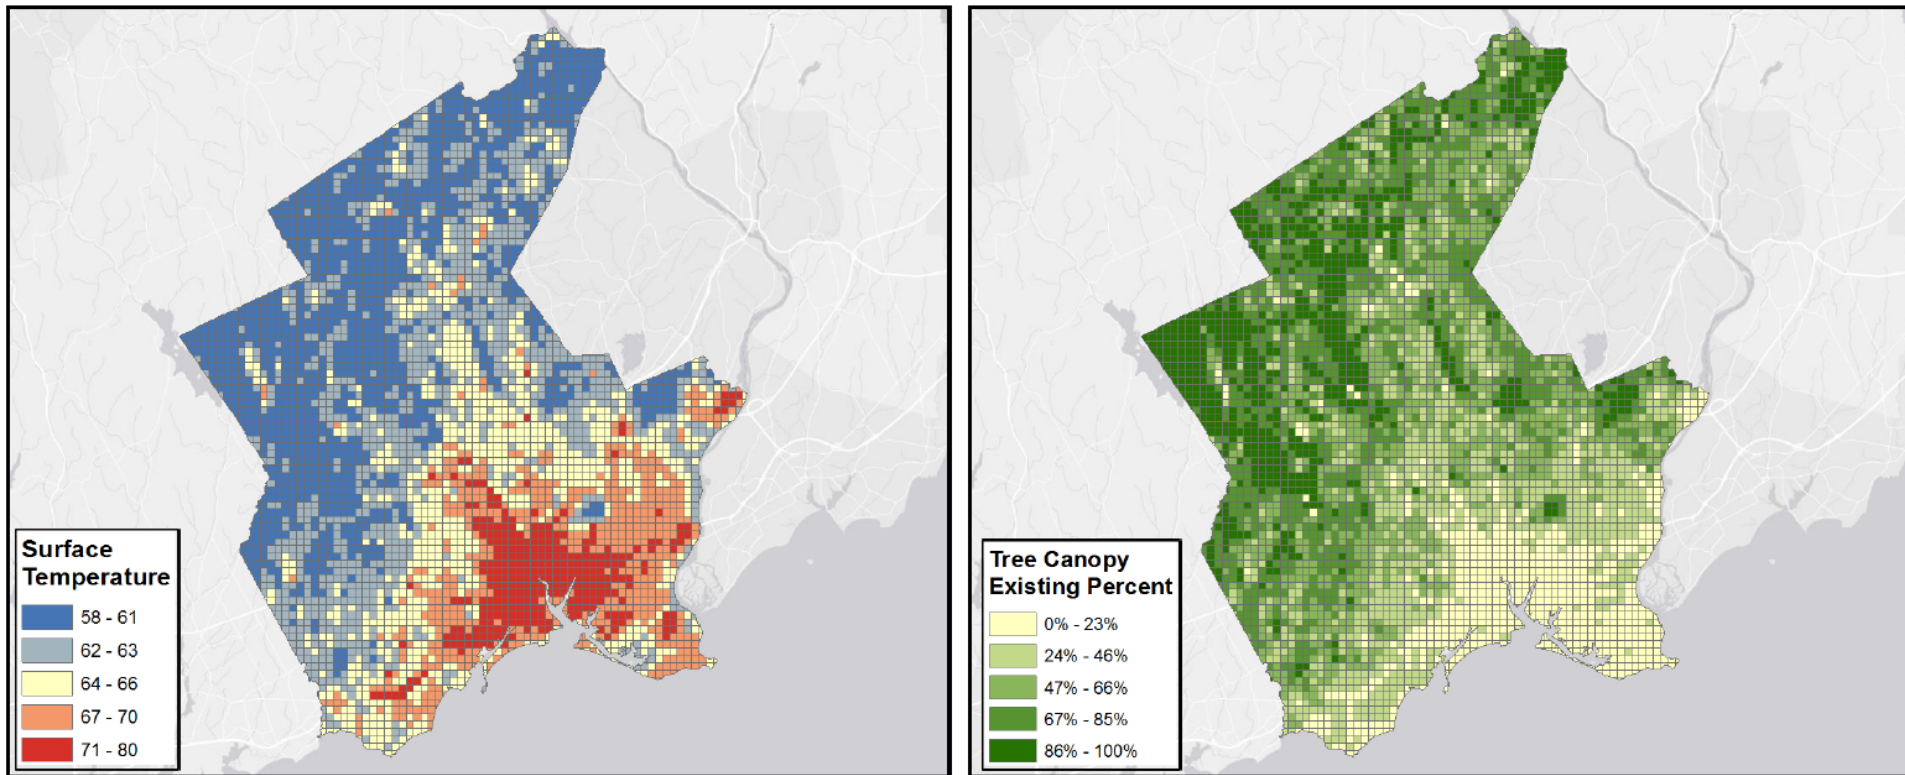 Surface
Temperature
58 - 61
62 - 63
64 - 66
67 - 70
71 - 80
Tree Canopy
Existing Percent
0% - 23%
24% - 46%
47% - 66%
67% - 85%
86% - 100%